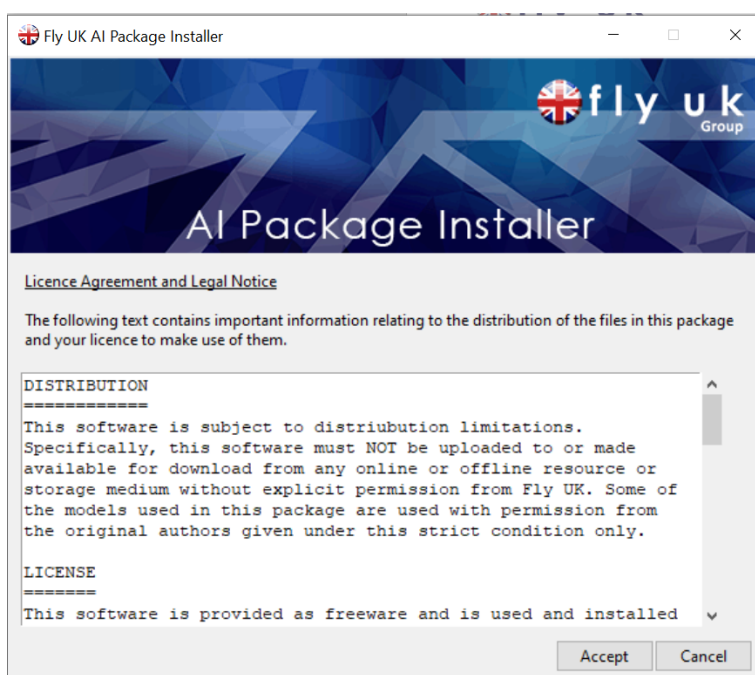 Fly UK AI Package Installer
fly uk
Group
AI Package Installer
Licence Agreement and Legal Notice
The following text contains important information relating to the distribution of the files in this package
and your licence to make use of them.
DISTRIBUTION
============
This software is subject to distriubution limitations.
Specifically, this software must NOT be uploaded to or made
available for download from any online or offline resource or
storage medium without explicit permission from Fly UK. Some of
the models used in this package are used with permission from
the original authors given under this strict condition only.
LICENSE
=======
This software is provided as freeware and is used and installed
Accept Cancel